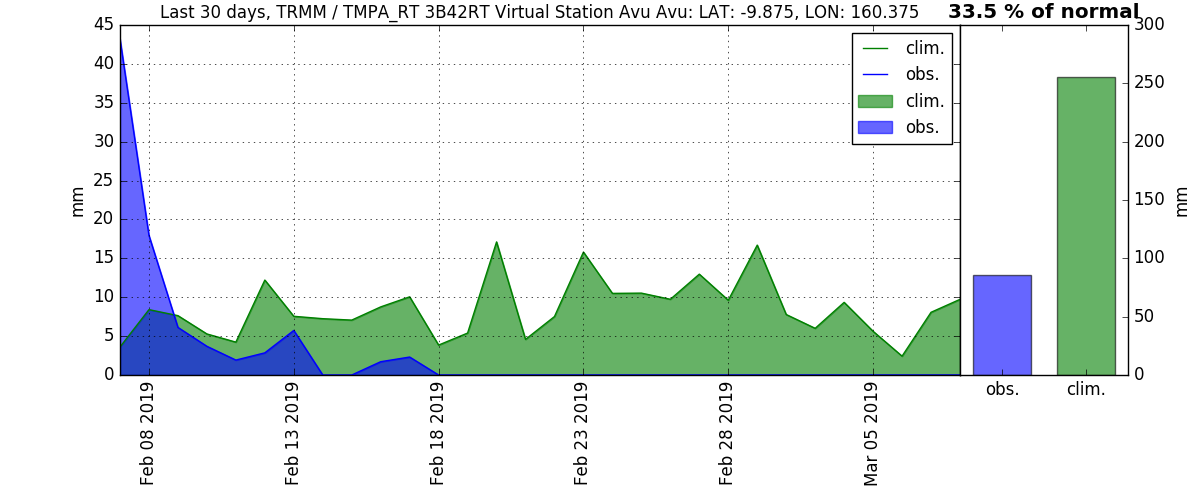 Last 30 days, TRMM / TMPA_RT 3B42RT Virtual Station Avu Avu: LAT: -9.875, LON: 160.375
33.5 % of normal
45
40
35
30
25
20
15
10
5
0
mm
clim.
obs.
clim.
obs.
Feb 08 2019
Feb 13 2019
Feb 18 2019
Feb 23 2019
Feb 28 2019
Mar 05 2019
300
250
200
150
100
50
0
mm
obs.
clim.